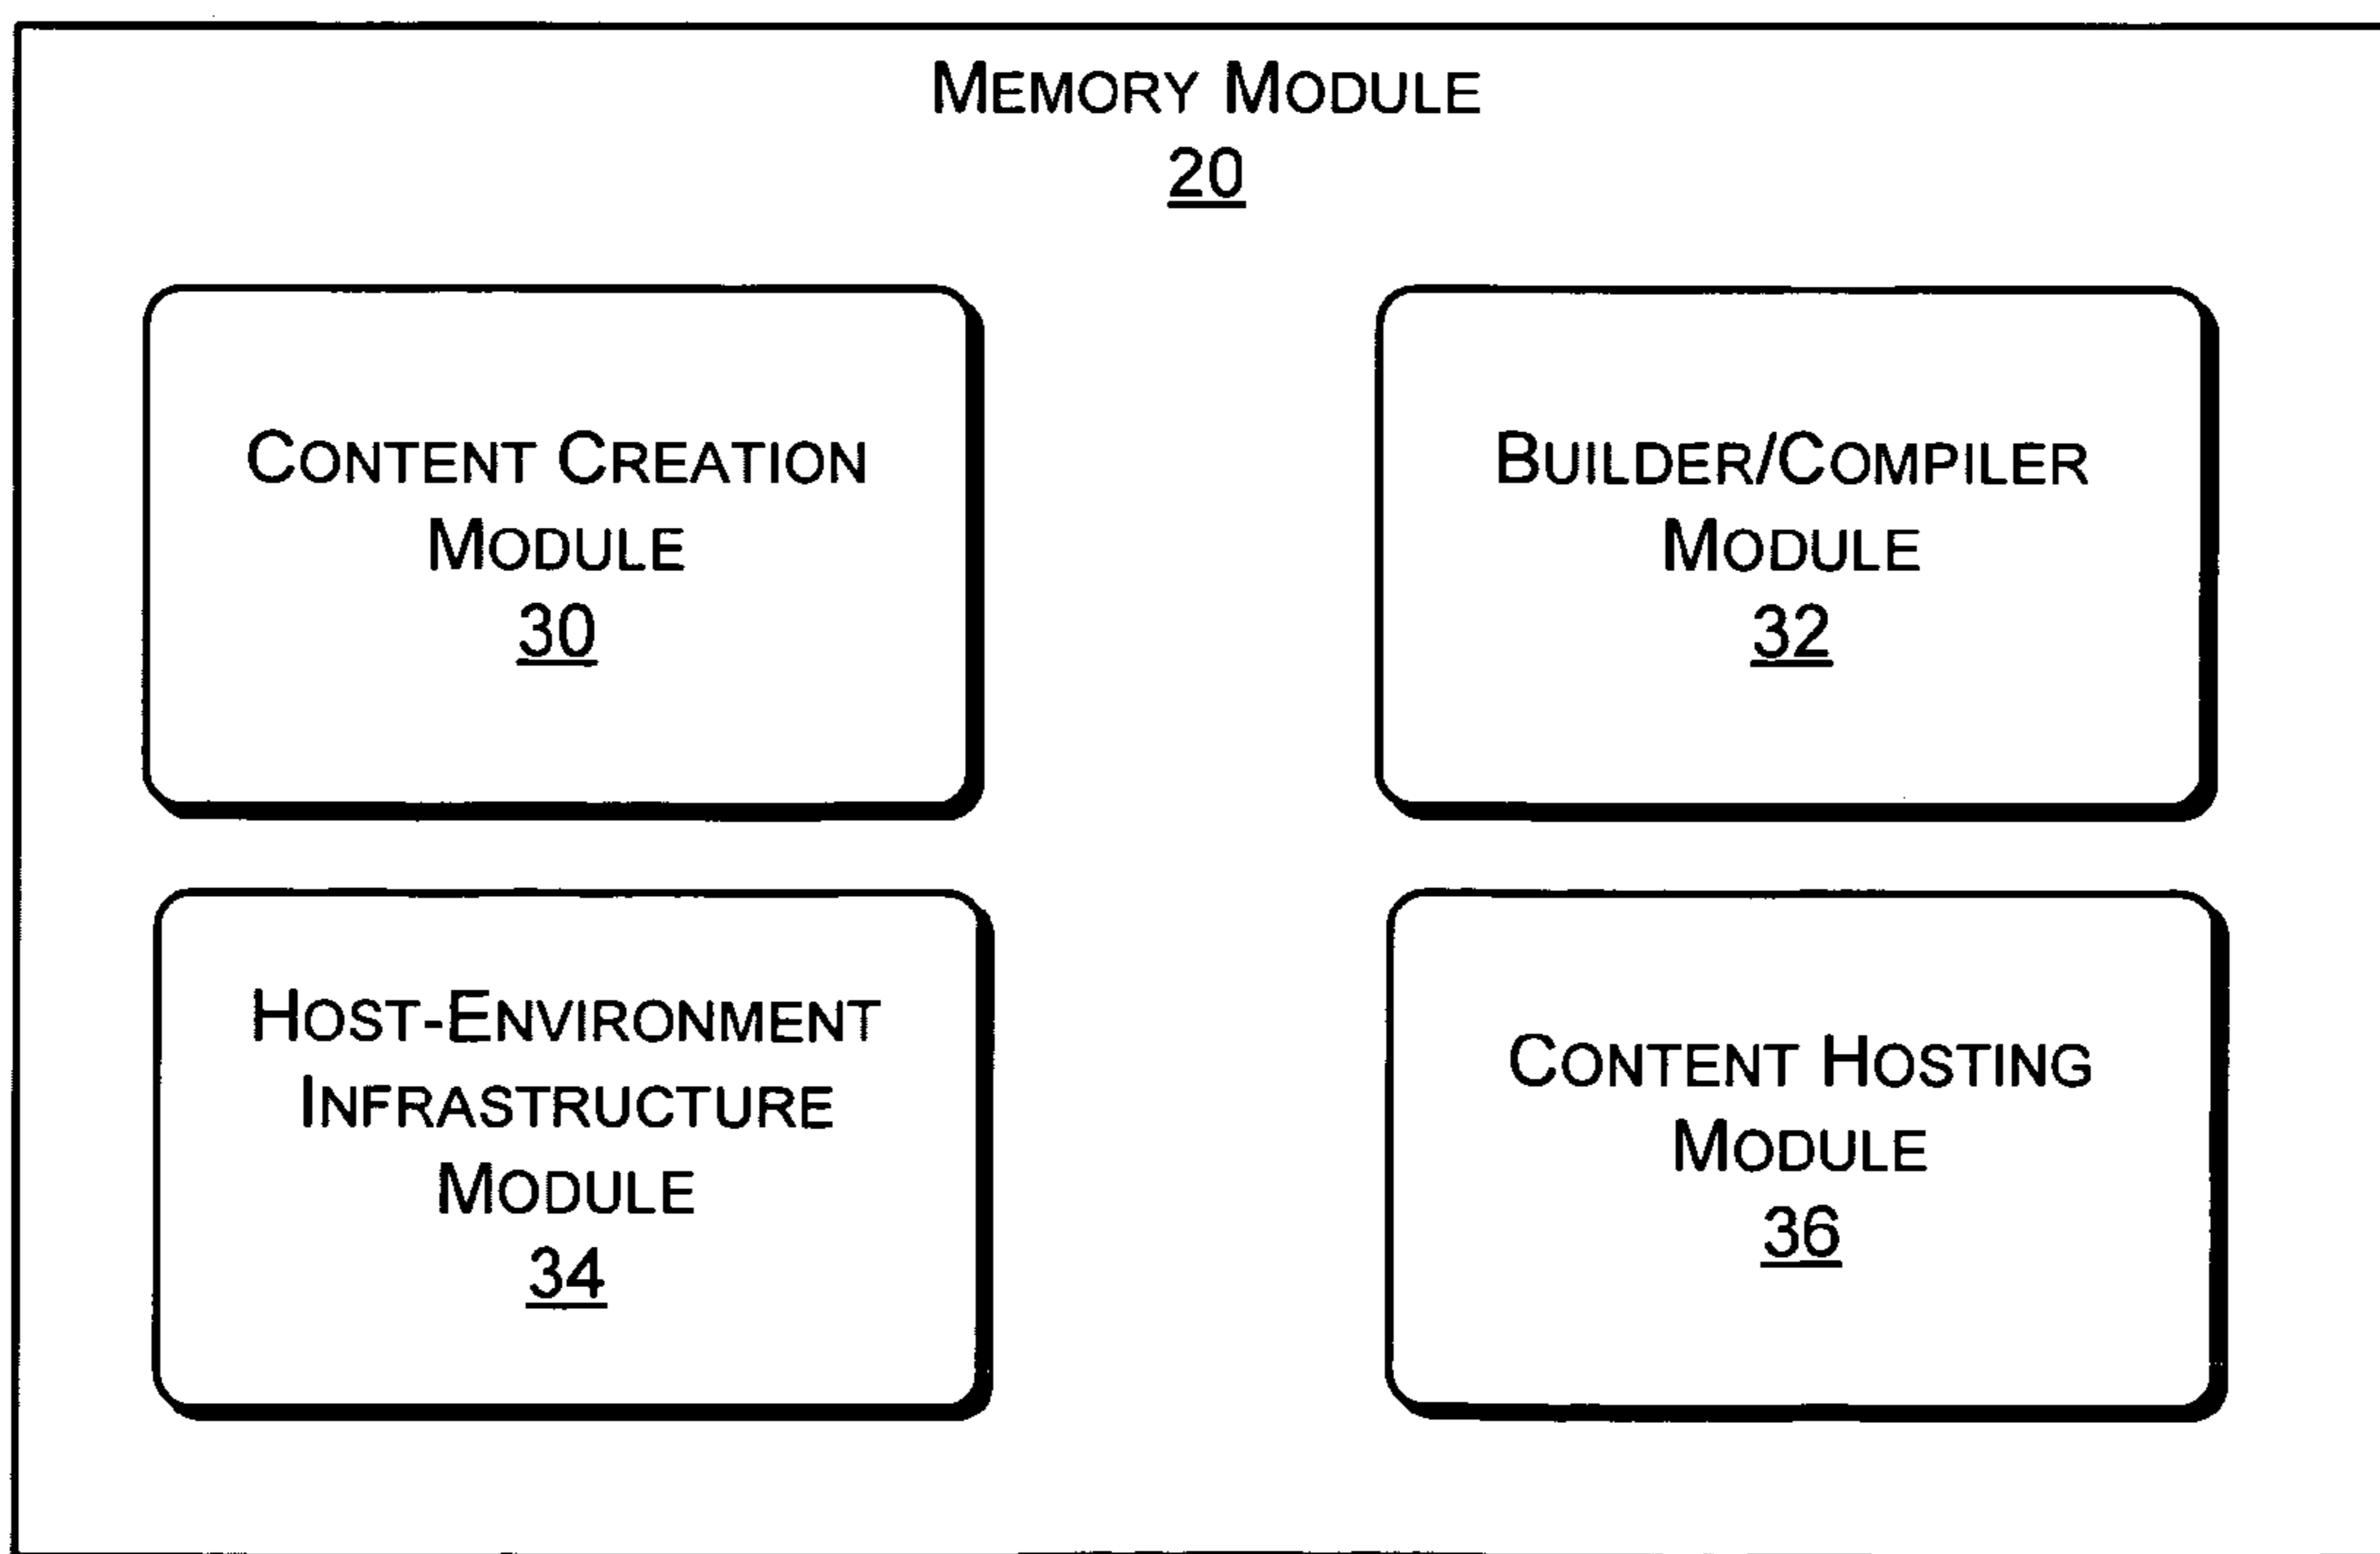 MEMORY MODULE
20
CONTENT CREATION
MODULE
30
BUILDER/COMPILER
MODULE
32
HOST-ENVIRONMENT
INFRASTRUCTURE
MODULE
34
CONTENT HOSTING
MODULE
36